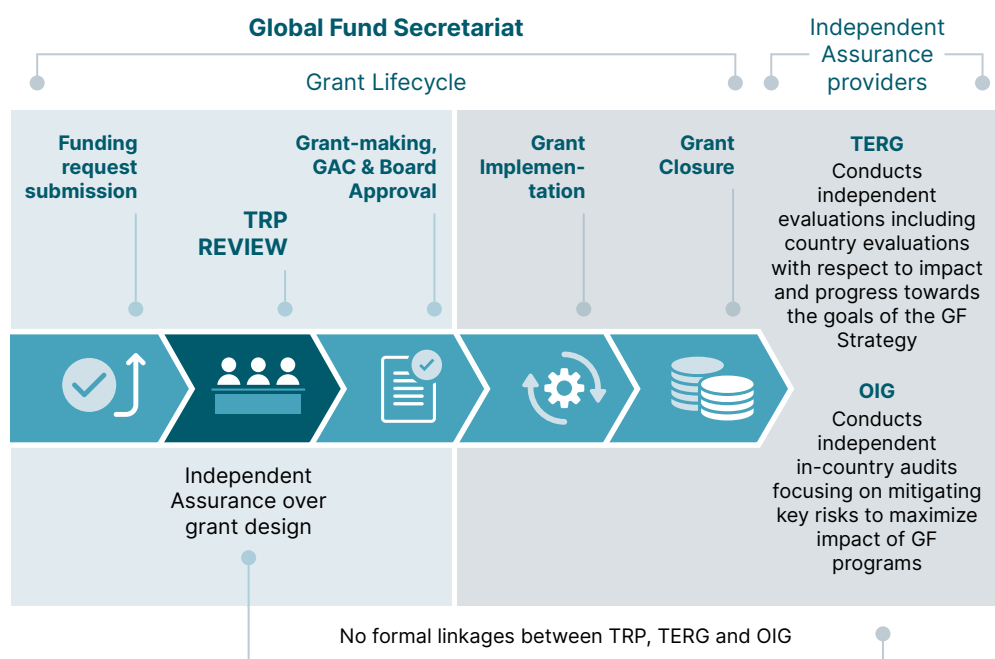 Global Fund Secretariat
Grant Lifecycle
Independent
Assurance
providers
Funding
request
submission
TRP
REVIEW
Grant-making,
GAC & Board
Approval
Grant
Implemen-
tation
Grant
Closure
TERG
Conducts
independent
evaluations including
country evaluations
with respect to impact
and progress towards
the goals of the GF
Strategy
OIG
Conducts
independent
in-country audits
focusing on mitigating
key risks to maximize
impact of GF
programs
Independent
Assurance over
grant design
No formal linkages between TRP, TERG and OIG